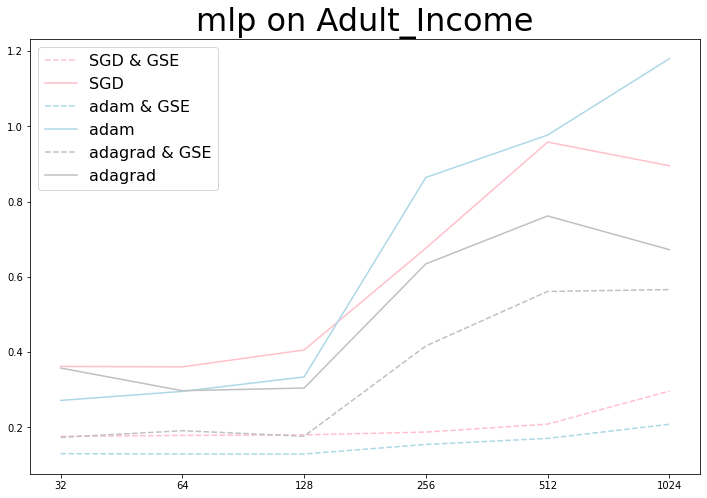 mlp on Adult_Income
SGD & GSE
SGD
adam & GSE
adam
adagrad & GSE
adagrad
1.2
1.0
0.8
0.6
0.4
0.2
32 64 128 256 512 1024